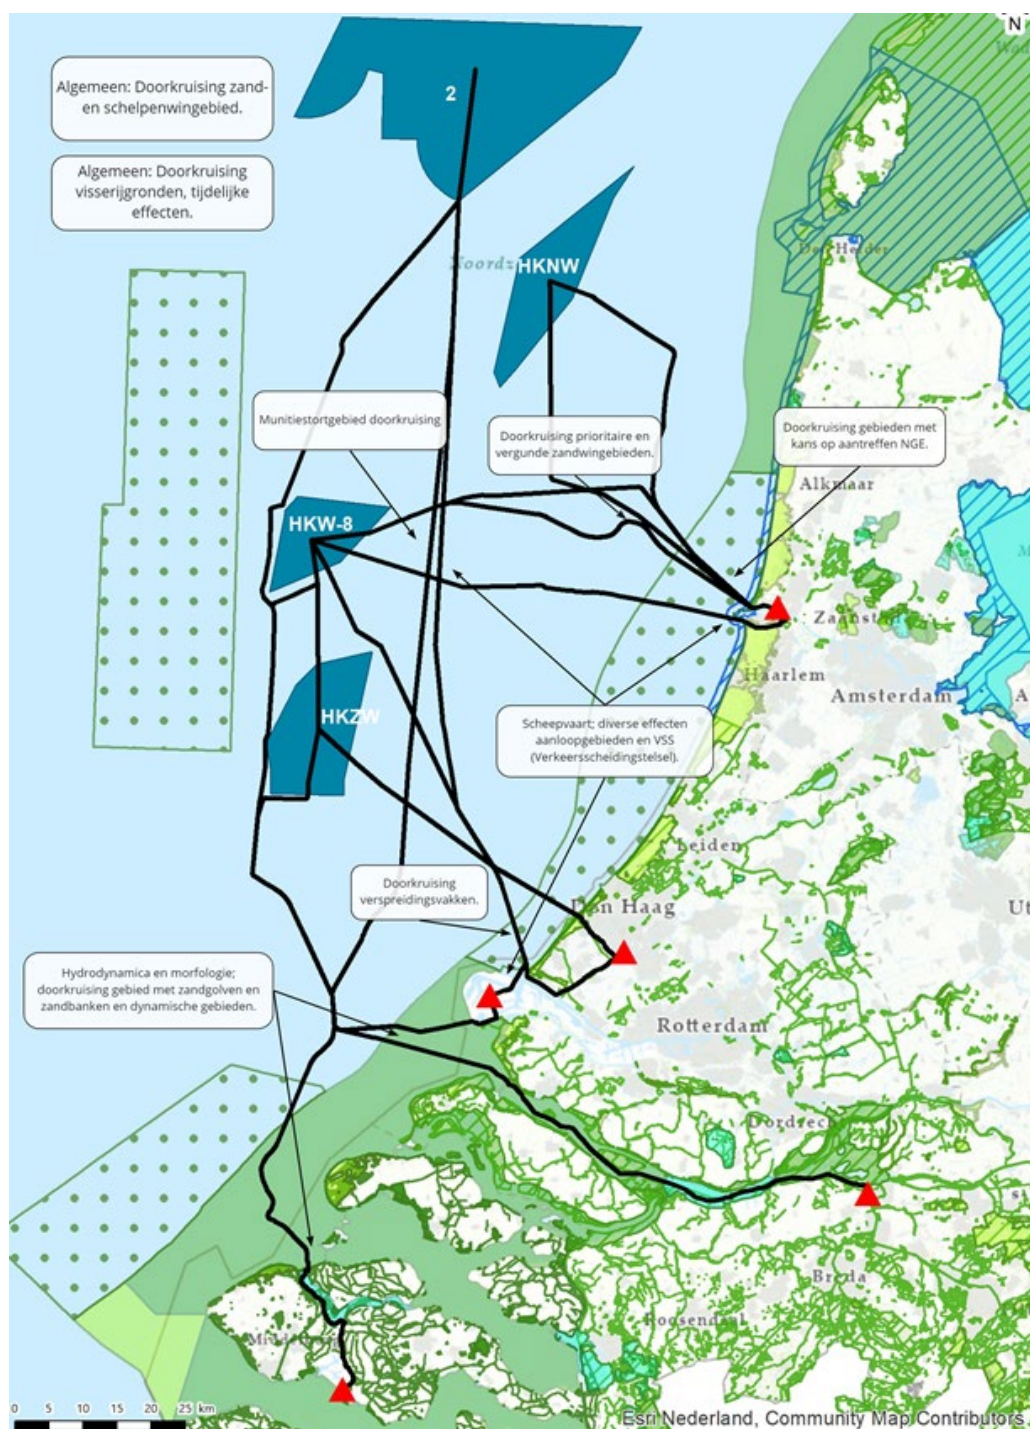 N
Algemeen: Doorkruising zand-
en schelpenwingebied.
2
Algemeen: Doorkruising
visserijgronden, tijdelijke
effecten.
Den Helder
HKNW
Munitiestortgebied doorkruising
Doorkruising prioritaire en
vergunde zandwingebieden.
Doorkruising gebieden met
kans op aantreffen NGE.
Alkmaar
HKW-8
Haarlem
Amsterdam
HKZW
Scheepvaart; diverse effecten
aanloopgebieden en VSS
(Verkeersscheidingstelsel).
Leiden
Doorkruising
verspreidingsvakken.
Den Haag
Ut
Hydrodynamica en morfologie;
doorkruising gebied met zandgolven en
zandbanken en dynamische gebieden.
Rotterdam
Dordrech
Breda
Roosendaal
0 5 10 15 20 25 km
Esri Nederland, Community Map Contributors